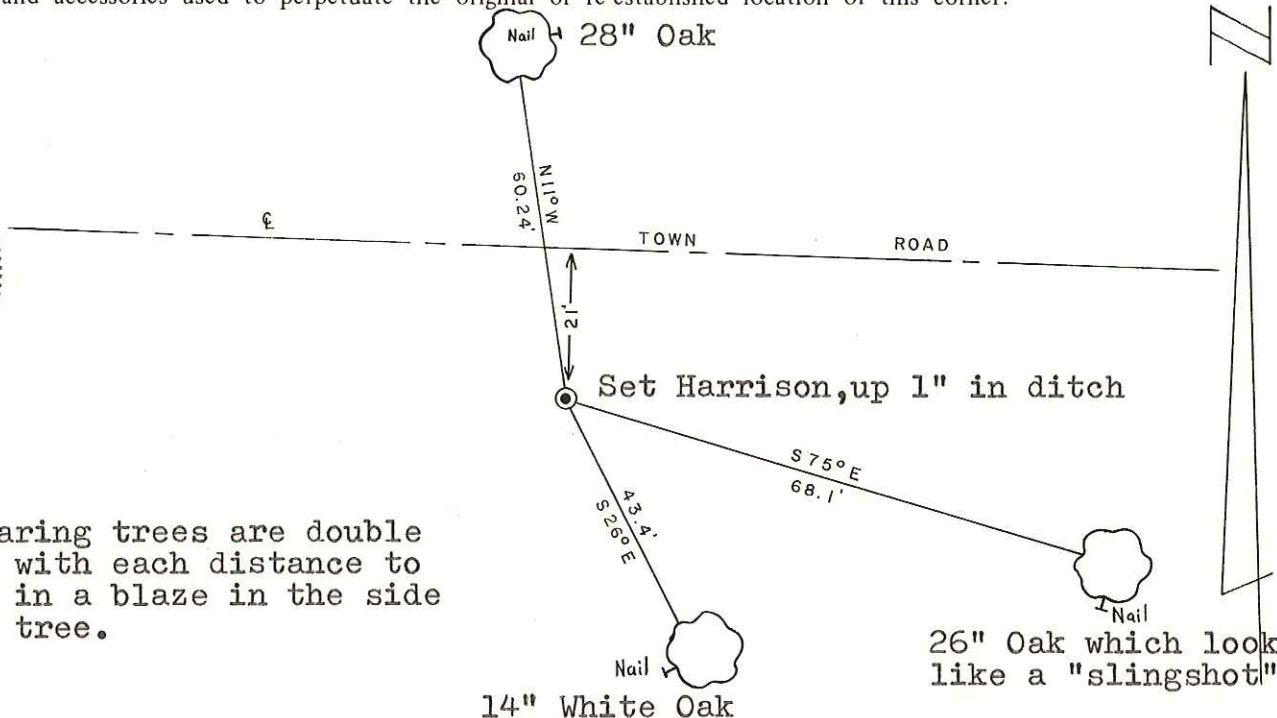 and accessories used to perpetuate the original or re-established location of this corner.
Nail 28" Oak
N
N11°W
60.24'
℄
TOWN ROAD
21'
Set Harrison,up 1" in ditch
S75°E
68.1'
43.4'
S26°E
aring trees are double
with each distance to
in a blaze in the side
tree.
Nail
26" Oak which look
like a "slingshot"
Nail
14" White Oak